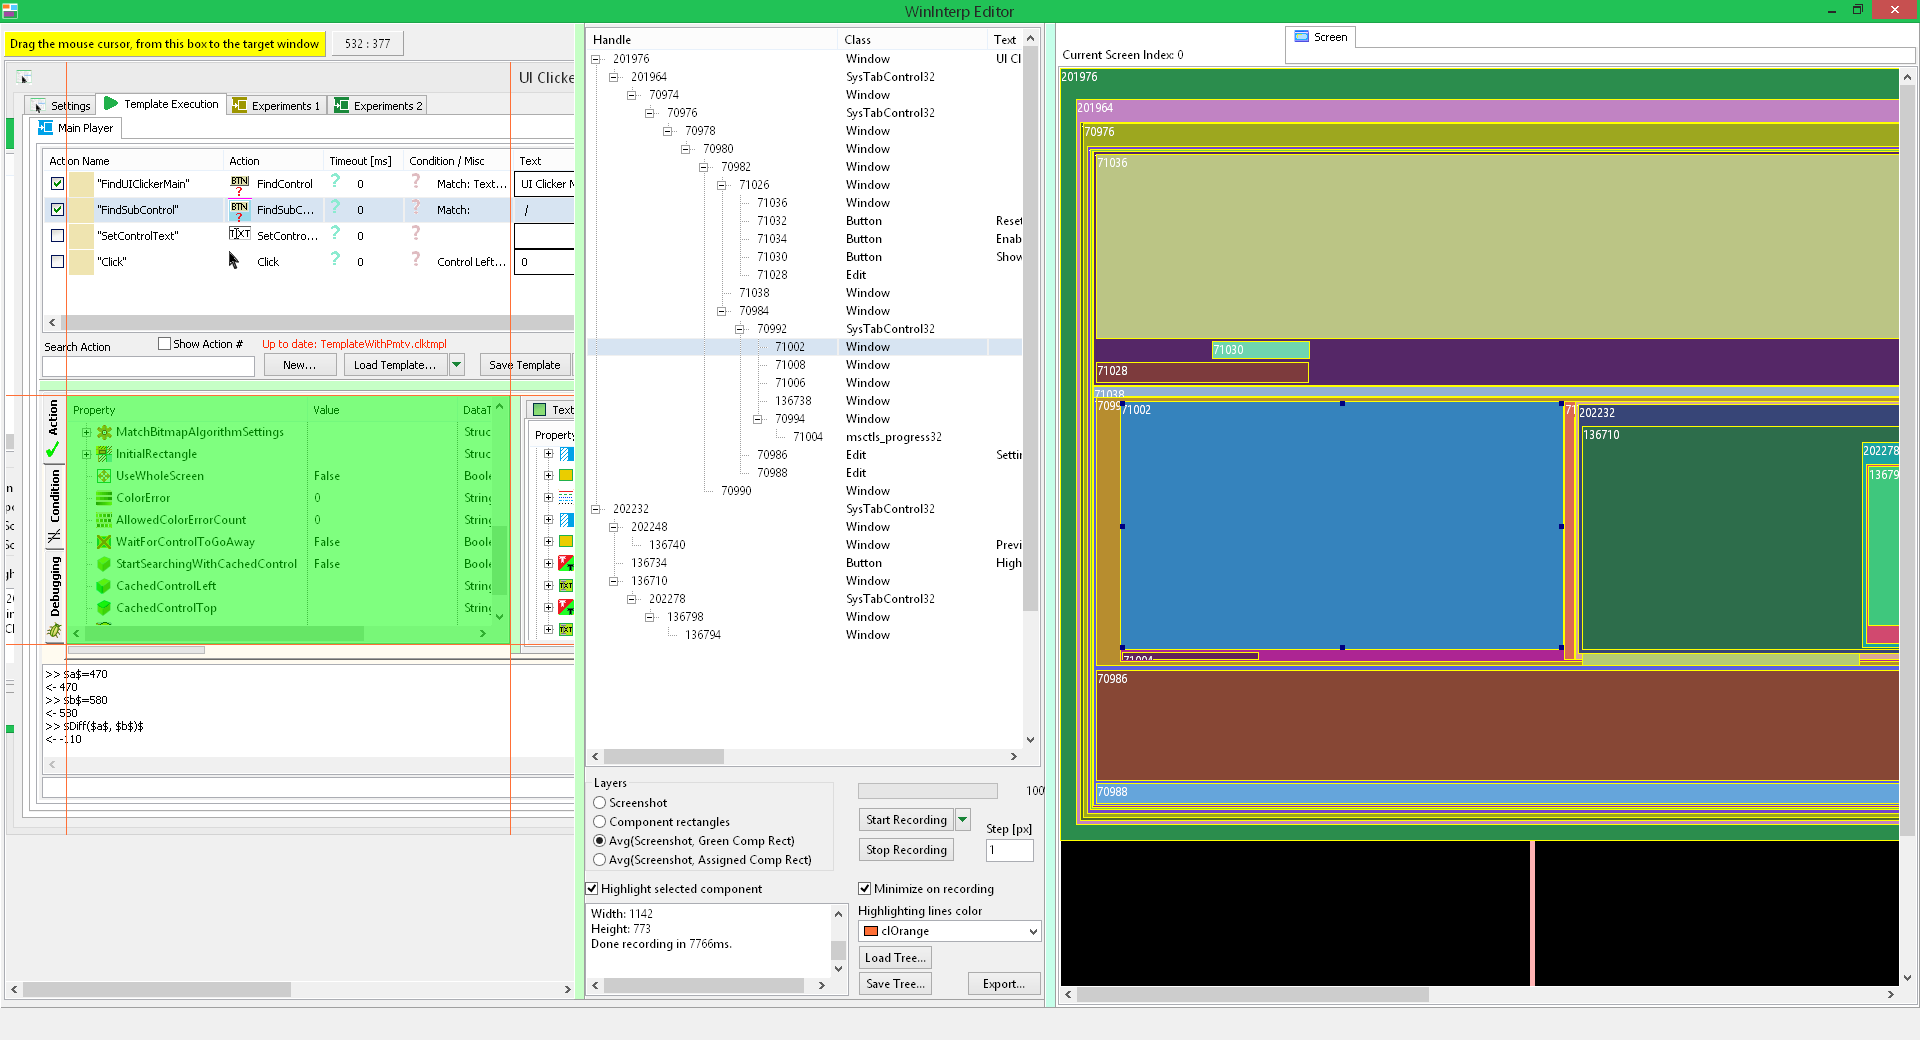 WinInterp Editor
Drag the mouse cursor, from this box to the target window
532 : 377
UI Clicke
Settings
Template Execution
Experiments 1
Experiments 2
Main Player
Action Name Action Timeout [ms] Condition / Misc Text
"FindUIClickerMain" FindControl ? 0 ? Match: Text... UI Clicker M
"FindSubControl" FindSubC... ? 0 ? Match: /
"SetControlText" SetContro... ? 0 ?
"Click" Click ? 0 ? Control Left... 0
Search Action
Show Action #
Up to date: TemplateWithPmtv.clktmpl
New...
Load Template...
Save Template
Action
Condition
Debugging
Property Value DataT
MatchBitmapAlgorithmSettings Struc
InitialRectangle Struc
UseWholeScreen False Boole
ColorError 0 String
AllowedColorErrorCount 0 String
WaitForControlToGoAway False Boole
StartSearchingWithCachedControl False Boole
CachedControlLeft String
CachedControlTop String
Text
Property
>> $a$=470
<- 470
>> $b$=580
<- 580
>> $Diff($a$, $b$)$
<- -110
Handle Class Text
201976 Window UI Cl
201964 SysTabControl32
70974 Window
70976 SysTabControl32
70978 Window
70980 Window
70982 Window
71026 Window
71036 Window
71032 Button Reset
71034 Button Enab
71030 Button Show
71028 Edit
71038 Window
70984 Window
70992 SysTabControl32
71002 Window
71008 Window
71006 Window
136738 Window
70994 Window
71004 msctls_progress32
70986 Edit Settin
70988 Edit
70990 Window
202232 SysTabControl32
202248 Window
136740 Window Previ
136734 Button High
136710 Window
202278 SysTabControl32
136798 Window
136794 Window
Layers
Screenshot
Component rectangles
Avg(Screenshot, Green Comp Rect)
Avg(Screenshot, Assigned Comp Rect)
Highlight selected component
Width: 1142
Height: 773
Done recording in 7766ms.
100
Start Recording
Stop Recording
Step [px]
1
Minimize on recording
Highlighting lines color
clOrange
Load Tree...
Save Tree...
Export...
Current Screen Index: 0
Screen
201976
201964
70976
71036
71030
71028
71038
7099
71002
71
202232
136710
202278
13679
71004
70986
70988